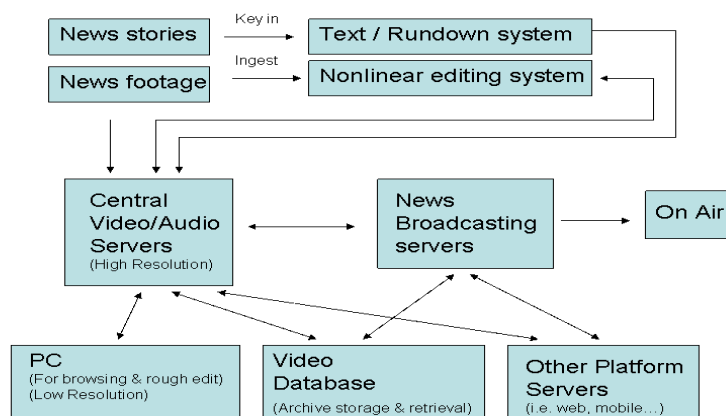 News stories
Key in
Text / Rundown system
News footage
Ingest
Nonlinear editing system
Central
Video/Audio
Servers
(High Resolution)
News
Broadcasting
servers
On Air
PC
(For browsing & rough edit)
(Low Resolution)
Video
Database
(Archive storage & retrieval)
Other Platform
Servers
(i.e. web, mobile...)